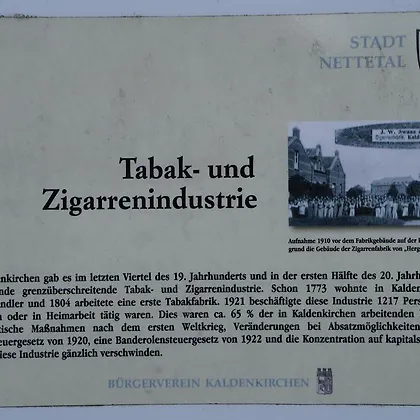 STADT
NETTETAL
J. W. Swans
Tabak- und
Zigarrenindustrie
Aufnahme 1910 vor dem Fabrikgebäude auf der
grund die Gebäude der Zigarrenfabrik von „Herg
nkirchen gab es im letzten Viertel des 19. Jahrhunderts und in der ersten Hälfte des 20. Jahr
ende grenzüberschreitende Tabak- und Zigarrenindustrie. Schon 1773 wohnte in Kalden
ändler und 1804 arbeitete eine erste Tabakfabrik. 1921 beschäftigte diese Industrie 1217 Pers
n oder in Heimarbeit tätig waren. Dies waren ca. 65 % der in Kaldenkirchen arbeitenden
tische Maßnahmen nach dem ersten Weltkrieg, Veränderungen bei Absatzmöglichkeiten
euergesetz von 1920, eine Banderolensteuergesetz von 1922 und die Konzentration auf kapitals
iese Industrie gänzlich verschwinden.
BÜRGERVEREIN KALDENKIRCHEN